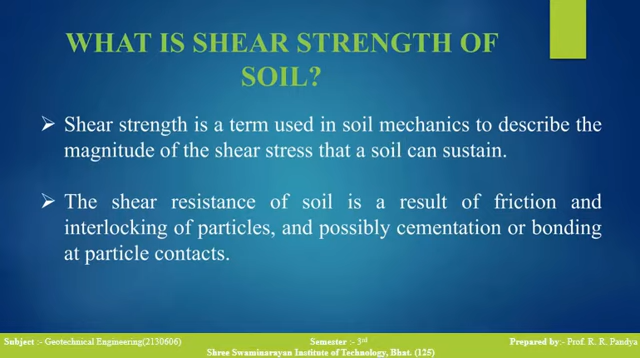 WHAT IS SHEAR STRENGTH OF
SOIL?
➢ Shear strength is a term used in soil mechanics to describe the
magnitude of the shear stress that a soil can sustain.
➢ The shear resistance of soil is a result of friction and
interlocking of particles, and possibly cementation or bonding
at particle contacts.
Subject :- Geotechnical Engineering(2130606) Semester :- 3rd Prepared by:- Prof. R. R. Pandya
Shree Swaminarayan Institute of Technology, Bhat. (125)